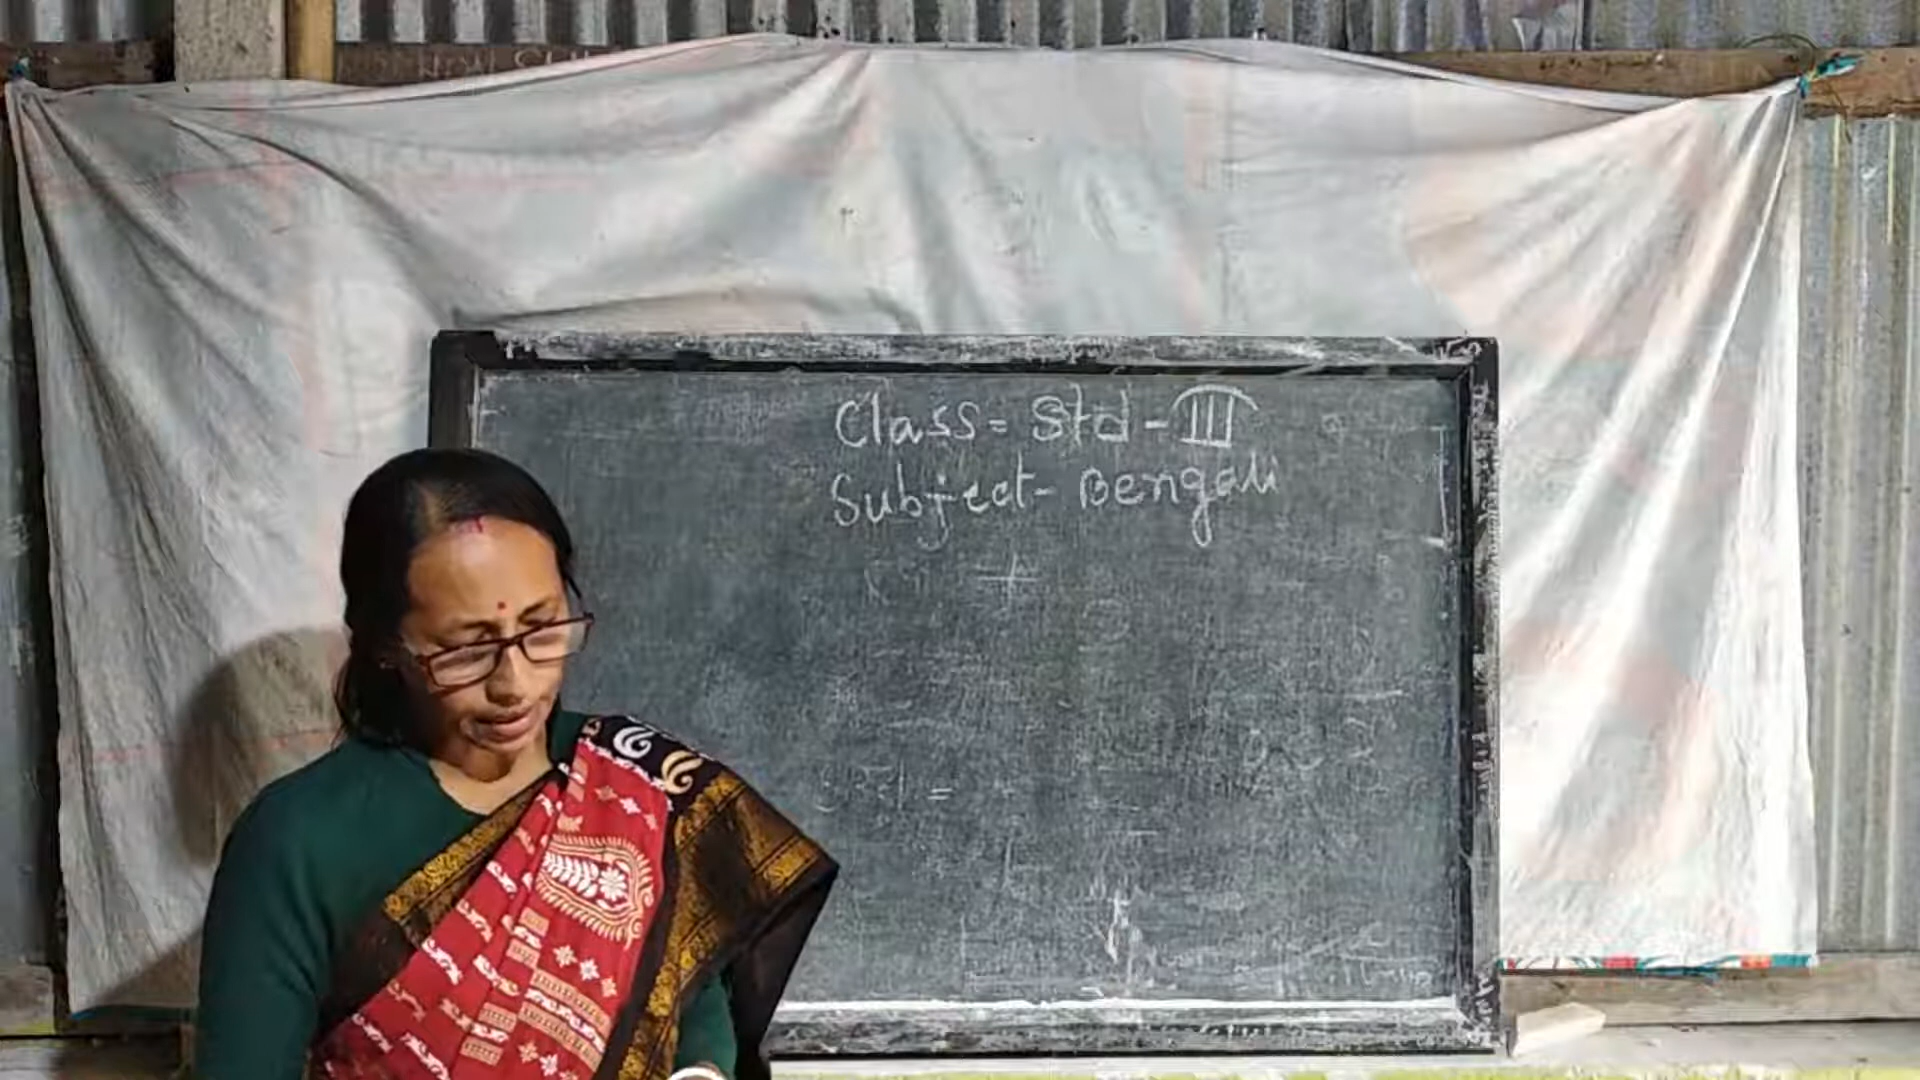 Class = Std - III
Subject - Bengali